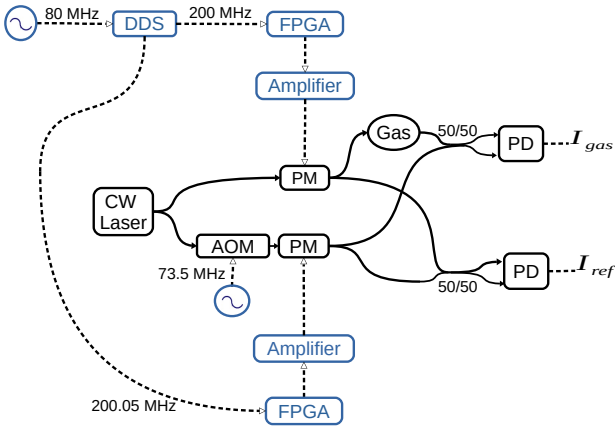 80 MHz
DDS
200 MHz
FPGA
Amplifier
Gas
50/50
PD
I gas
PM
CW
Laser
AOM
PM
73.5 MHz
50/50
PD
I ref
Amplifier
200.05 MHz
FPGA